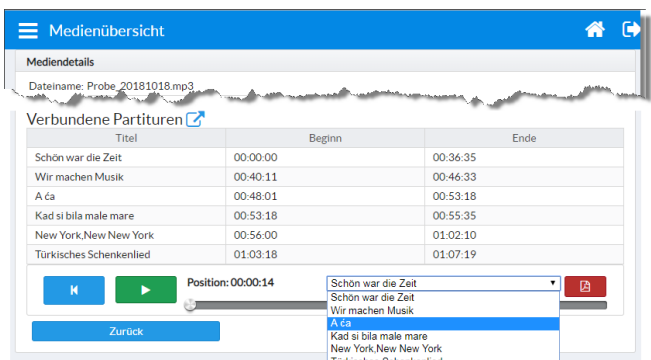 Medienübersicht
Mediendetails
Dateiname: Probe_20181018.mp3
Verbundene Partituren
Titel Beginn Ende
Schön war die Zeit 00:00:00 00:36:35
Wir machen Musik 00:40:11 00:46:33
A ća 00:48:01 00:53:18
Kad si bila male mare 00:53:18 00:55:35
New York,New New York 00:56:00 01:02:10
Türkisches Schenkenlied 01:03:18 01:07:19
Position: 00:00:14 Schön war die Zeit
Schön war die Zeit
Wir machen Musik
A ća
Kad si bila male mare
New York,New New York
Türkisches Schenkenlied
Zurück